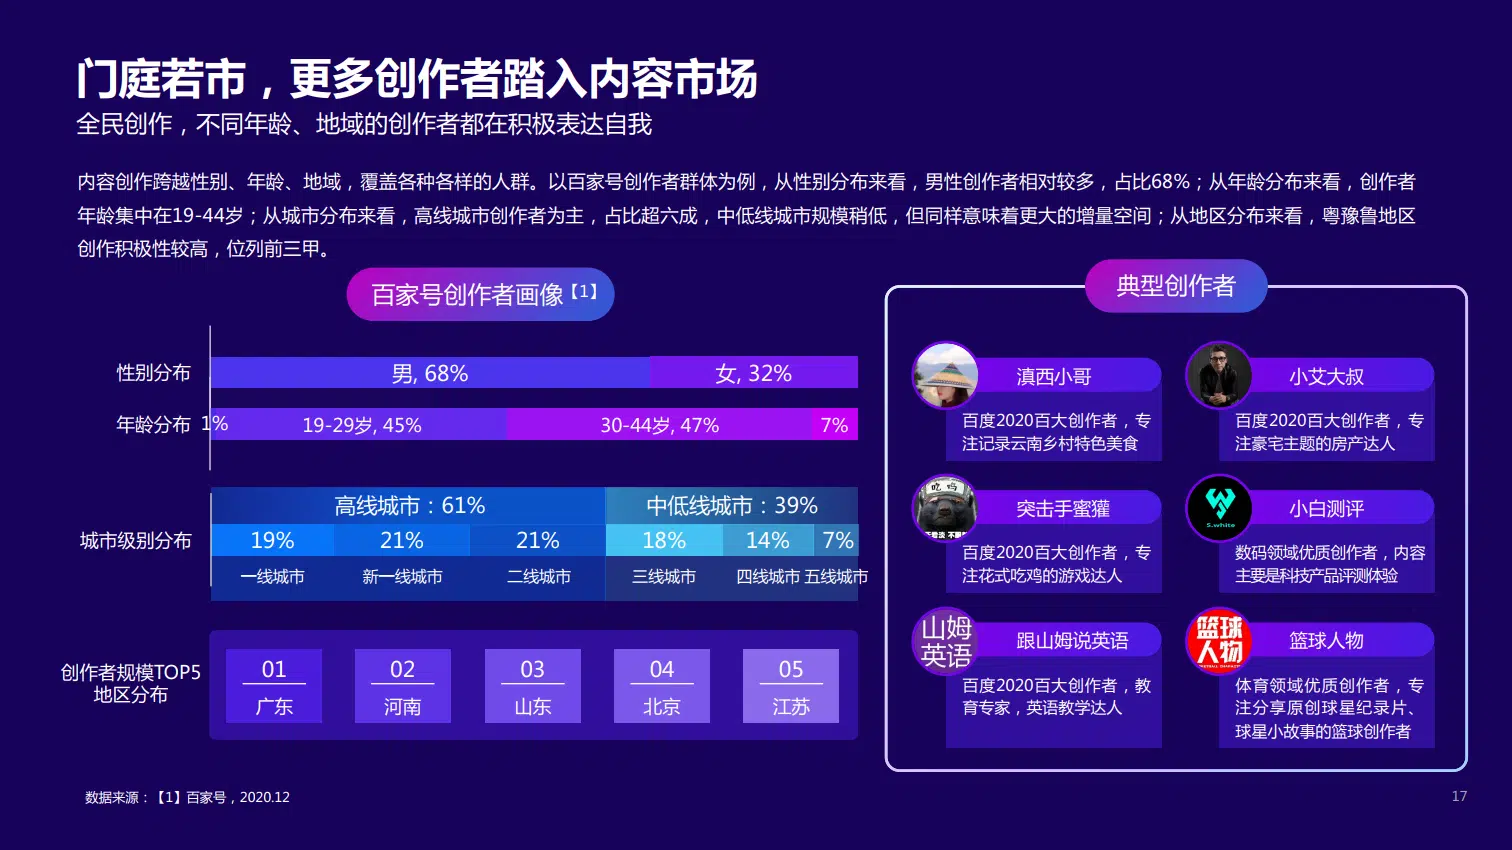 门庭若市，更多创作者踏入内容市场
全民创作，不同年龄、地域的创作者都在积极表达自我
内容创作跨越性别、年龄、地域，覆盖各种各样的人群。以百家号创作者群体为例，从性别分布来看，男性创作者相对较多，占比68%；从年龄分布来看，创作者
年龄集中在19-44岁；从城市分布来看，高线城市创作者为主，占比超六成，中低线城市规模稍低，但同样意味着更大的增量空间；从地区分布来看，粤豫鲁地区
创作积极性较高，位列前三甲。
百家号创作者画像【1】
性别分布
男, 68%
女, 32%
年龄分布
1%
19-29岁, 45%
30-44岁, 47%
7%
高线城市：61%
中低线城市：39%
城市级别分布
19%
21%
21%
18%
14%
7%
一线城市
新一线城市
二线城市
三线城市
四线城市
五线城市
创作者规模TOP5
地区分布
01
广东
02
河南
03
山东
04
北京
05
江苏
典型创作者
滇西小哥
百度2020百大创作者，专
注记录云南乡村特色美食
小艾大叔
百度2020百大创作者，专
注豪宅主题的房产达人
吃鸡
突击手蜜獾
百度2020百大创作者，专
注花式吃鸡的游戏达人
S.white
小白测评
数码领域优质创作者，内容
主要是科技产品评测体验
山姆
英语
跟山姆说英语
百度2020百大创作者，教
育专家，英语教学达人
篮球
人物
篮球人物
体育领域优质创作者，专
注分享原创球星纪录片、
球星小故事的篮球创作者
数据来源：【1】百家号，2020.12
17